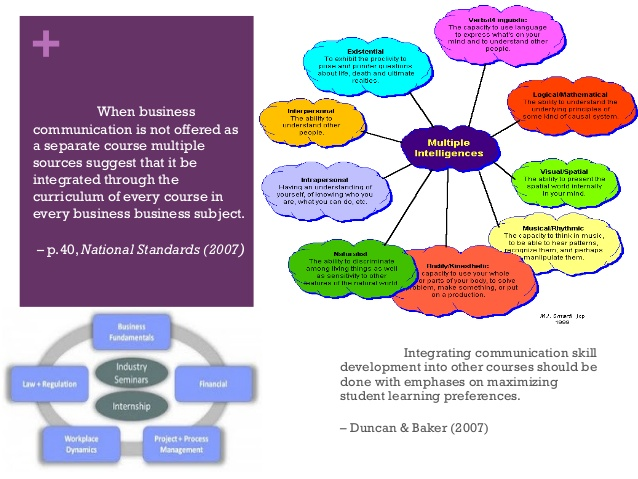 +
When business
communication is not offered as
a separate course multiple
sources suggest that it be
integrated through the
curriculum of every course in
every business business subject.
– p.40, National Standards (2007)
Verbal/Linguistic:
The capacity to use language
to express what's on your
mind and to understand other
people.
Existential
To exhibit the proclivity to
pose and ponder questions
about life, death and ultimate
realties.
Logical/Mathematical
The ability to understand the
underlying principles of
some kind of causal system.
Interpersonal
The ability to
understand other
people.
Multiple
Intelligences
Visual/Spatial
The ability to present the
spatial world internally
in your mind.
Intrapersonal
Having an understanding of
yourself, of knowing who you
are, what you can do, etc.
Musical/Rhythmic
The capacity to think in music,
to be able to hear patterns,
recognize them, and perhaps
manipulate them.
Naturalist
The ability to discriminate
among living things as well
as sensitivity to other
features of the natural world.
Bodily/Kinesthetic:
capacity to use your whole
or parts of your body, to solve
problem, make something, or put
on a production.
1999
Business
Fundamentals
Industry
Seminars
Law + Regulation
Financial
Internship
Workplace
Dynamics
Project + Process
Management
Integrating communication skill
development into other courses should be
done with emphases on maximizing
student learning preferences.
– Duncan & Baker (2007)